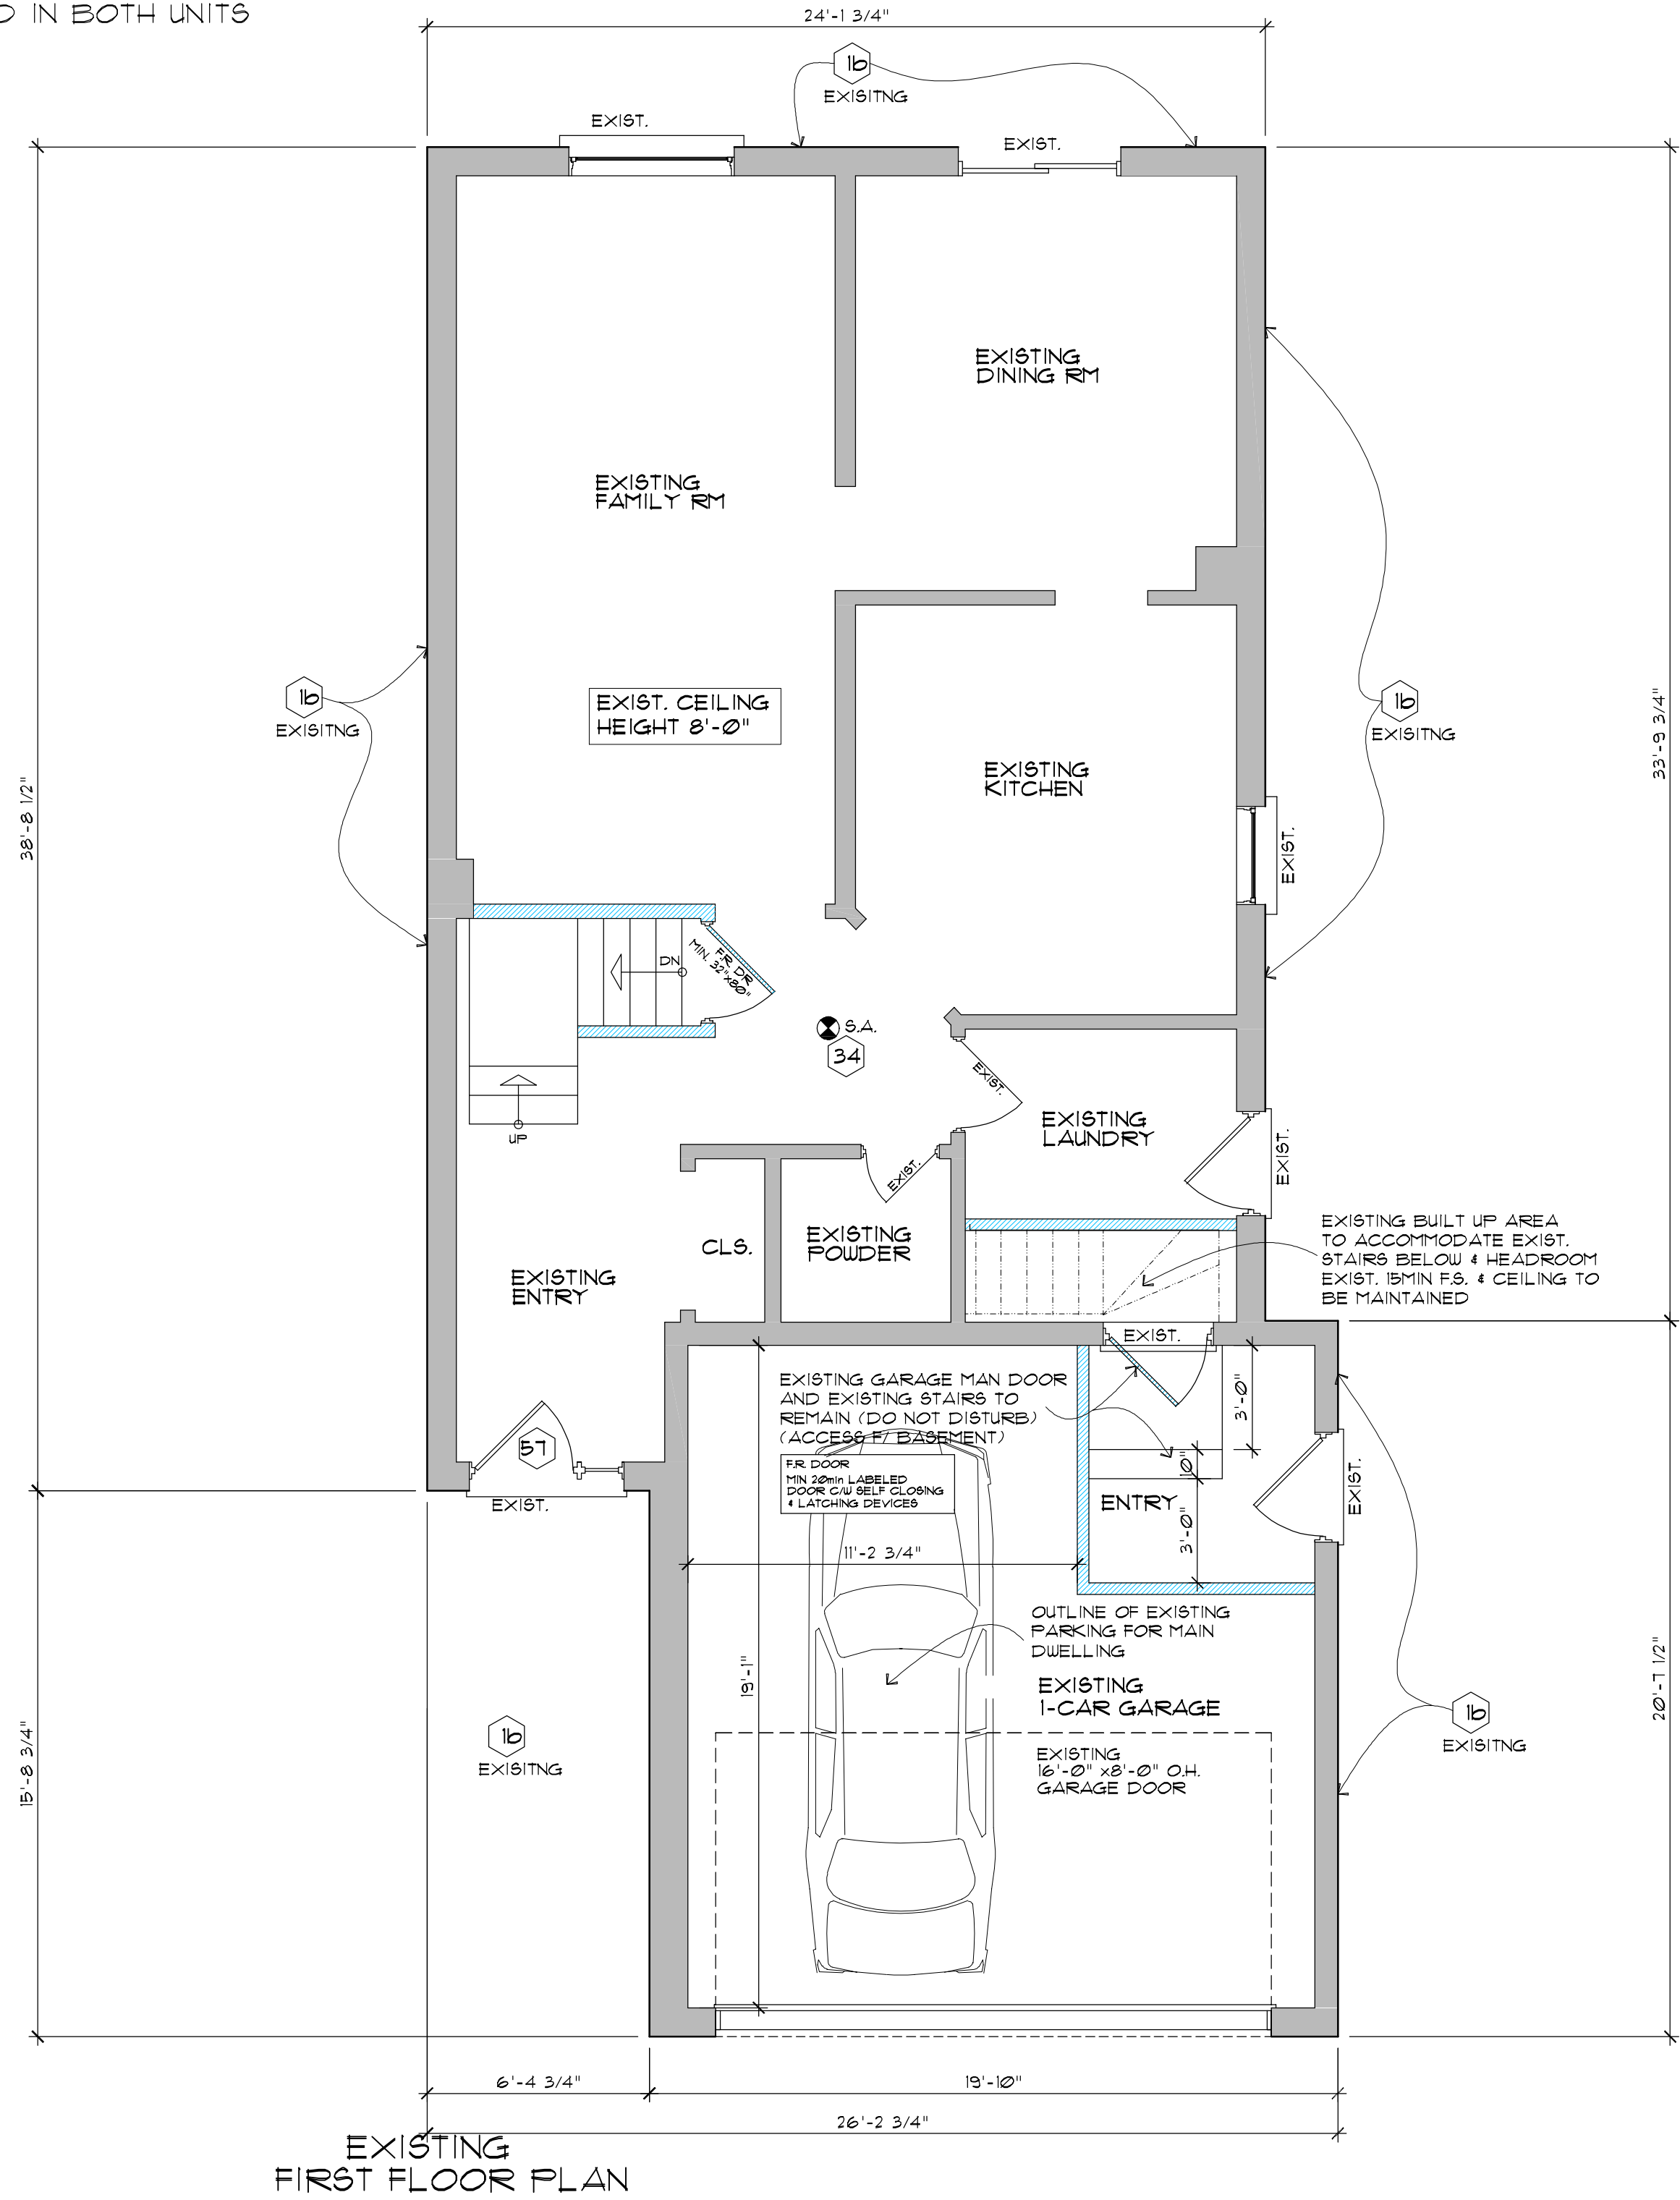 IN BOTH UNITS
24'-1 3/4"
16
EXISITNG
EXIST.
EXIST.
EXISTING
DINING RM
EXISTING
FAMILY RM
16
EXISITNG
EXIST. CEILING
HEIGHT 8'-0"
16
EXISITNG
33'-9 3/4"
38'-8 1/2"
EXISTING
KITCHEN
EXIST.
DN
F.R. DR
MIN. 32"x80"
S.A.
34
EXIST.
UP
EXISTING
LAUNDRY
EXIST.
EXIST.
CLS.
EXISTING
POWDER
EXISTING BUILT UP AREA
TO ACCOMMODATE EXIST.
STAIRS BELOW & HEADROOM
EXIST. 15MIN F.S. & CEILING TO
BE MAINTAINED
EXISTING
ENTRY
EXIST.
EXISTING GARAGE MAN DOOR
AND EXISTING STAIRS TO
REMAIN (DO NOT DISTURB)
(ACCESS F/ BASEMENT)
3'-0"
57
EXIST.
F.R. DOOR
MIN 20min LABELED
DOOR C/W SELF CLOSING
& LATCHING DEVICES
10"
ENTRY
EXIST.
3'-0"
11'-2 3/4"
OUTLINE OF EXISTING
PARKING FOR MAIN
DWELLING
19'-1"
EXISTING
1-CAR GARAGE
20'-7 1/2"
16
EXISITNG
16
EXISITNG
15'-8 3/4"
EXISTING
16'-0" x8'-0" O.H.
GARAGE DOOR
6'-4 3/4"
19'-10"
26'-2 3/4"
EXISTING
FIRST FLOOR PLAN